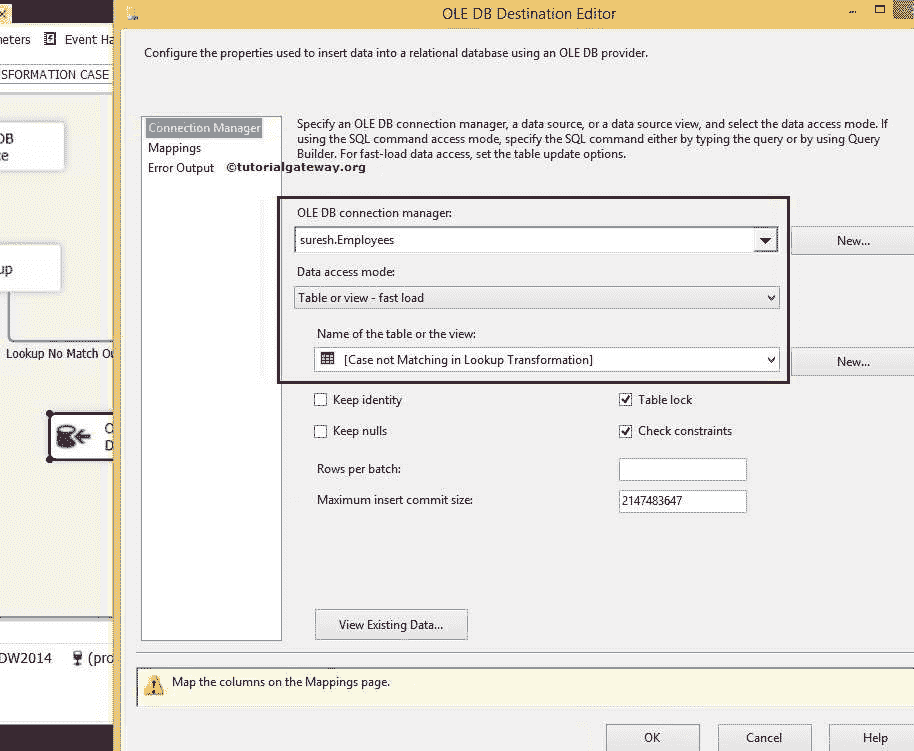 OLE DB Destination Editor
meters
Event Ha
SFORMATION CASE
Configure the properties used to insert data into a relational database using an OLE DB provider.
DB
ce
Connection Manager
Mappings
Error Output
©tutorialgateway.org
Specify an OLE DB connection manager, a data source, or a data source view, and select the data access mode. If
using the SQL command access mode, specify the SQL command either by typing the query or by using Query
Builder. For fast-load data access, set the table update options.
OLE DB connection manager:
suresh.Employees
New...
Data access mode:
Table or view - fast load
Name of the table or the view:
[Case not Matching in Lookup Transformation]
New...
up
Lookup No Match Ou
O
D
Keep identity
Table lock
Keep nulls
Check constraints
Rows per batch:
Maximum insert commit size:
2147483647
View Existing Data...
DW2014
(pro
Map the columns on the Mappings page.
OK
Cancel
Help